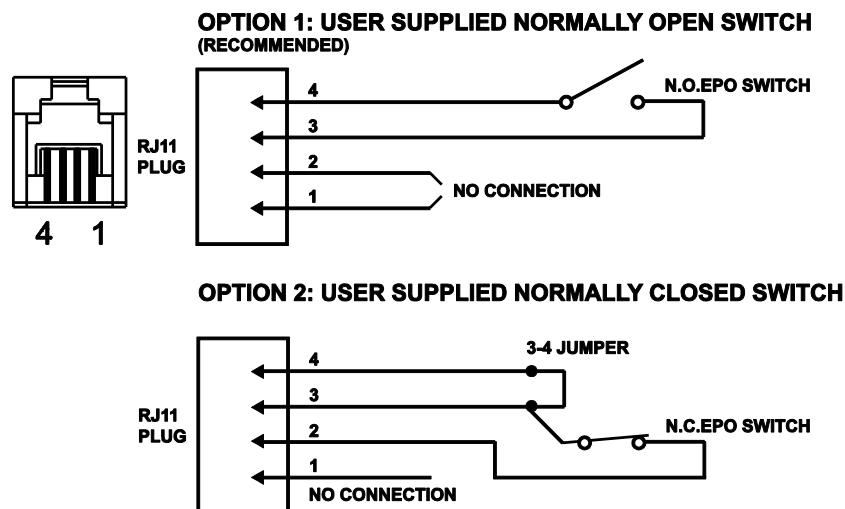 OPTION 1: USER SUPPLIED NORMALLY OPEN SWITCH
(RECOMMENDED)
4
N.O.EPO SWITCH
3
RJ11
PLUG
2
NO CONNECTION
1
4 1
OPTION 2: USER SUPPLIED NORMALLY CLOSED SWITCH
3-4 JUMPER
4
3
RJ11
PLUG
2
N.C.EPO SWITCH
1
NO CONNECTION